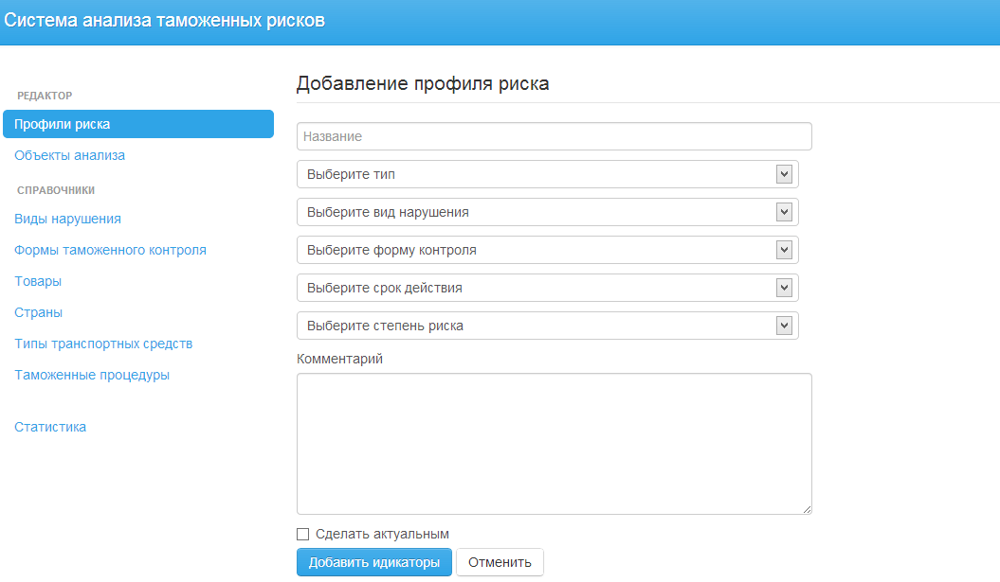 Система анализа таможенных рисков
РЕДАКТОР
Профили риска
Объекты анализа
СПРАВОЧНИКИ
Виды нарушения
Формы таможенного контроля
Товары
Страны
Типы транспортных средств
Таможенные процедуры
Статистика
Добавление профиля риска
Название
Выберите тип
Выберите вид нарушения
Выберите форму контроля
Выберите срок действия
Выберите степень риска
Комментарий
Сделать актуальным
Добавить идикаторы
Отменить